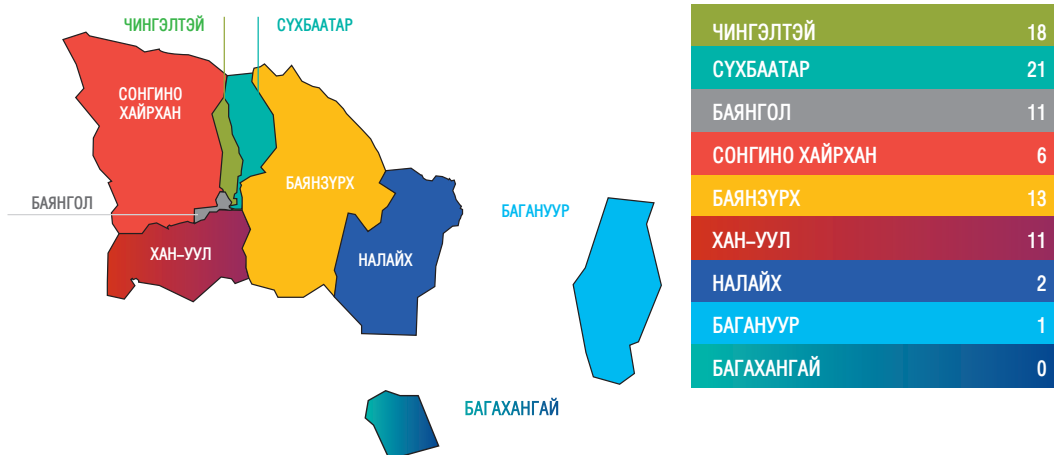 ЧИНГЭЛТЭЙ
СҮХБААТАР
СОНГИНО
ХАЙРХАН
БАЯНЗҮРХ
БАЯНГОЛ
ХАН–УУЛ
НАЛАЙХ
БАГАНУУР
БАГАХАНГАЙ
ЧИНГЭЛТЭЙ 18
СҮХБААТАР 21
БАЯНГОЛ 11
СОНГИНО ХАЙРХАН 6
БАЯНЗҮРХ 13
ХАН–УУЛ 11
НАЛАЙХ 2
БАГАНУУР 1
БАГАХАНГАЙ 0